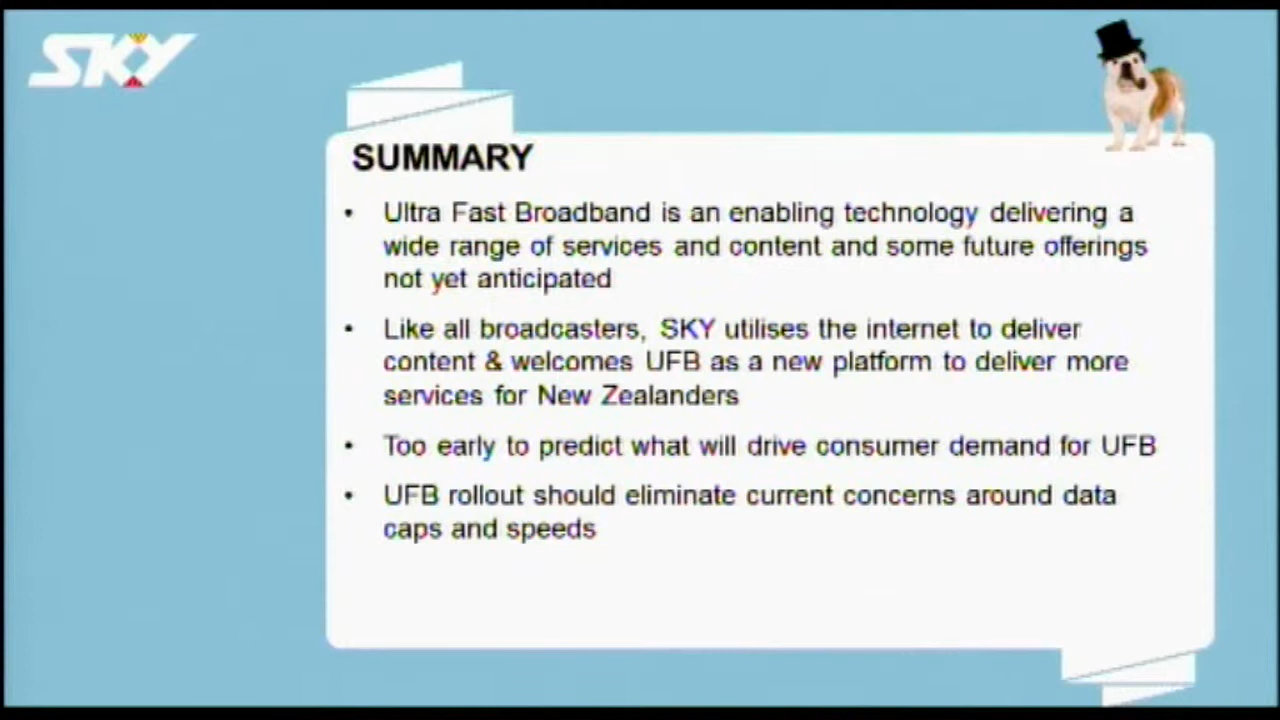 SKY
SUMMARY
• Ultra Fast Broadband is an enabling technology delivering a
wide range of services and content and some future offerings
not yet anticipated
• Like all broadcasters, SKY utilises the internet to deliver
content & welcomes UFB as a new platform to deliver more
services for New Zealanders
• Too early to predict what will drive consumer demand for UFB
• UFB rollout should eliminate current concerns around data
caps and speeds